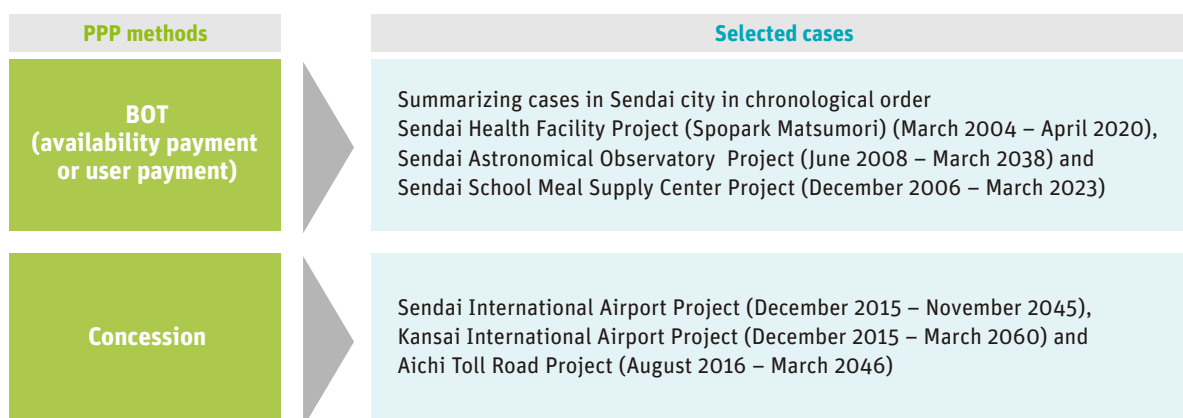 PPP methods
Selected cases
BOT
(availability payment
or user payment)
Summarizing cases in Sendai city in chronological order
Sendai Health Facility Project (Spopark Matsumori) (March 2004 – April 2020),
Sendai Astronomical Observatory Project (June 2008 – March 2038) and
Sendai School Meal Supply Center Project (December 2006 – March 2023)
Concession
Sendai International Airport Project (December 2015 – November 2045),
Kansai International Airport Project (December 2015 – March 2060) and
Aichi Toll Road Project (August 2016 – March 2046)